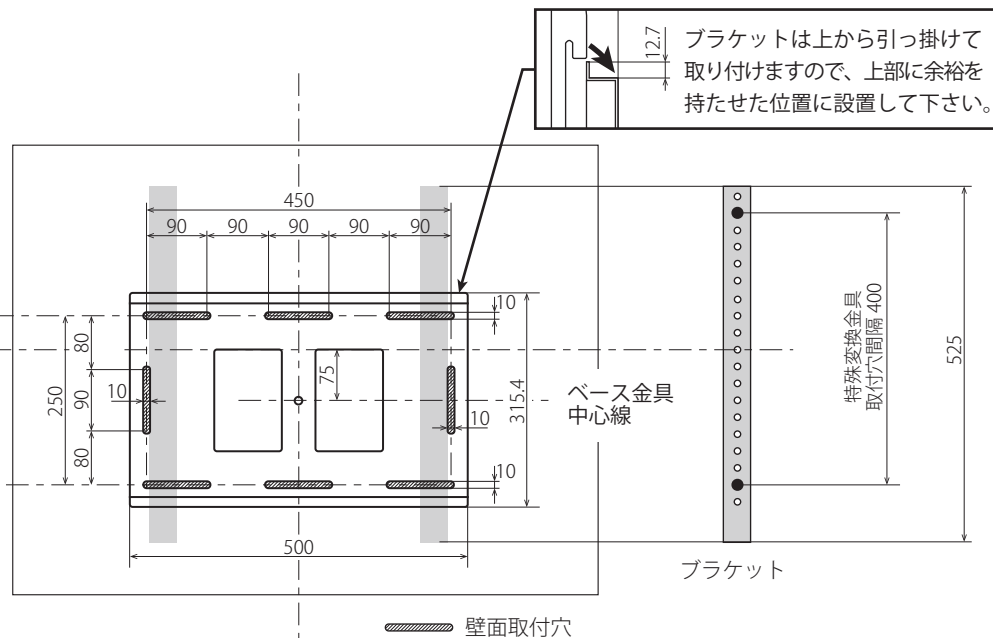 12.7
ブラケットは上から引っ掛けて
取り付けますので、上部に余裕を
持たせた位置に設置して下さい。
450
90
90
90
90
90
10
80
250
90
80
10
75
10
10
315.4
ベース金具
中心線
500
特殊変換金具
取付穴間隔 400
525
ブラケット
壁面取付穴